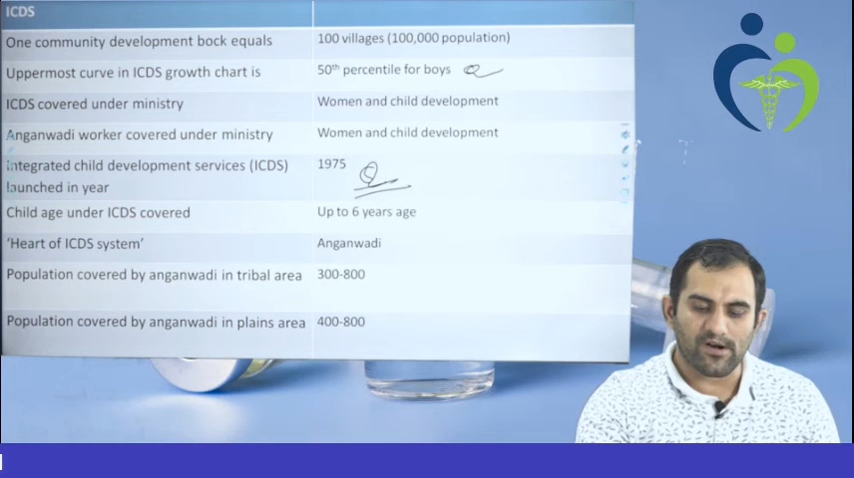 ICDS
One community development bock equals 100 villages (100,000 population)
Uppermost curve in ICDS growth chart is 50th percentile for boys
ICDS covered under ministry Women and child development
Anganwadi worker covered under ministry Women and child development
Integrated child development services (ICDS) 1975
launched in year
Child age under ICDS covered Up to 6 years age
'Heart of ICDS system' Anganwadi
Population covered by anganwadi in tribal area 300-800
Population covered by anganwadi in plains area 400-800